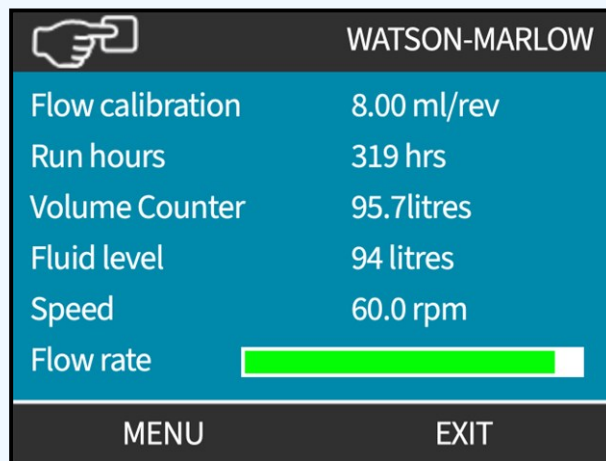 WATSON-MARLOW
Flow calibration 8.00 ml/rev
Run hours 319 hrs
Volume Counter 95.7litres
Fluid level 94 litres
Speed 60.0 rpm
Flow rate
MENU EXIT